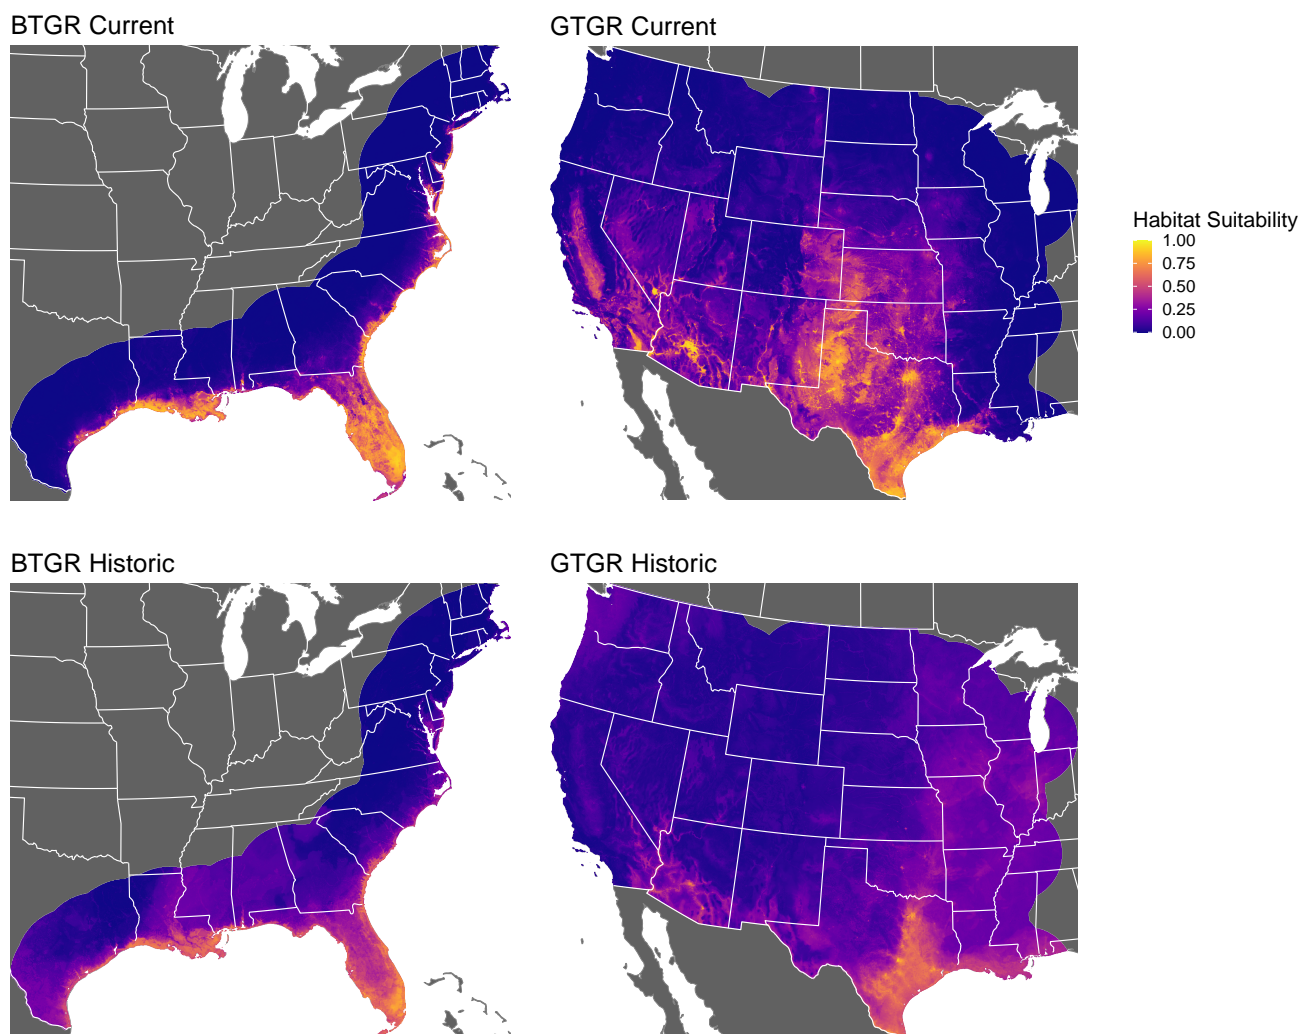 BTGR Current
GTGR Current
Habitat Suitability
1.00
0.75
0.50
0.25
0.00
BTGR Historic
GTGR Historic